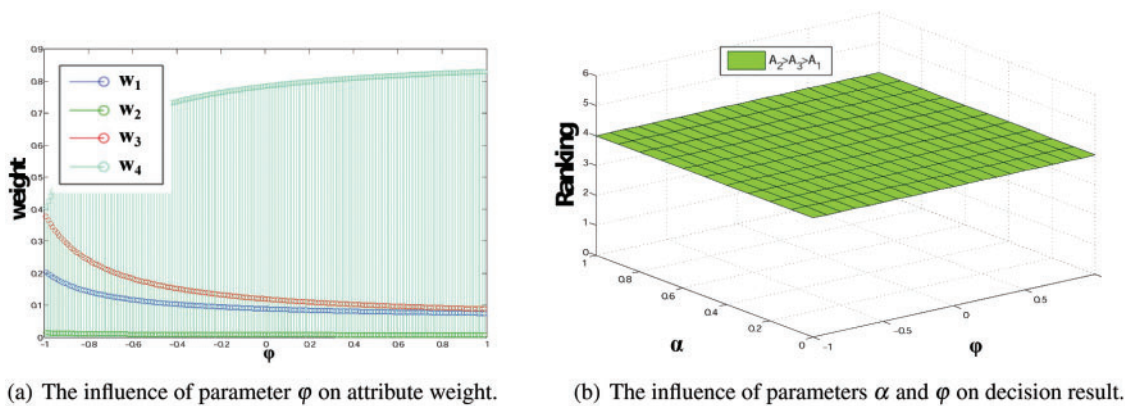 0.9
0.8
0.7
0.6
0.5
0.4
0.3
0.2
0.1
0
weight
w1
w2
w3
w4
-1 -0.8 -0.6 -0.4 -0.2 0 0.2 0.4 0.6 0.8 1
φ
(a) The influence of parameter φ on attribute weight.
A2>A3>A1
6
5
4
3
2
1
0
Ranking
1 0.8 0.6 0.4 0.2 0
α
-1 -0.5 0 0.5
φ
(b) The influence of parameters α and φ on decision result.